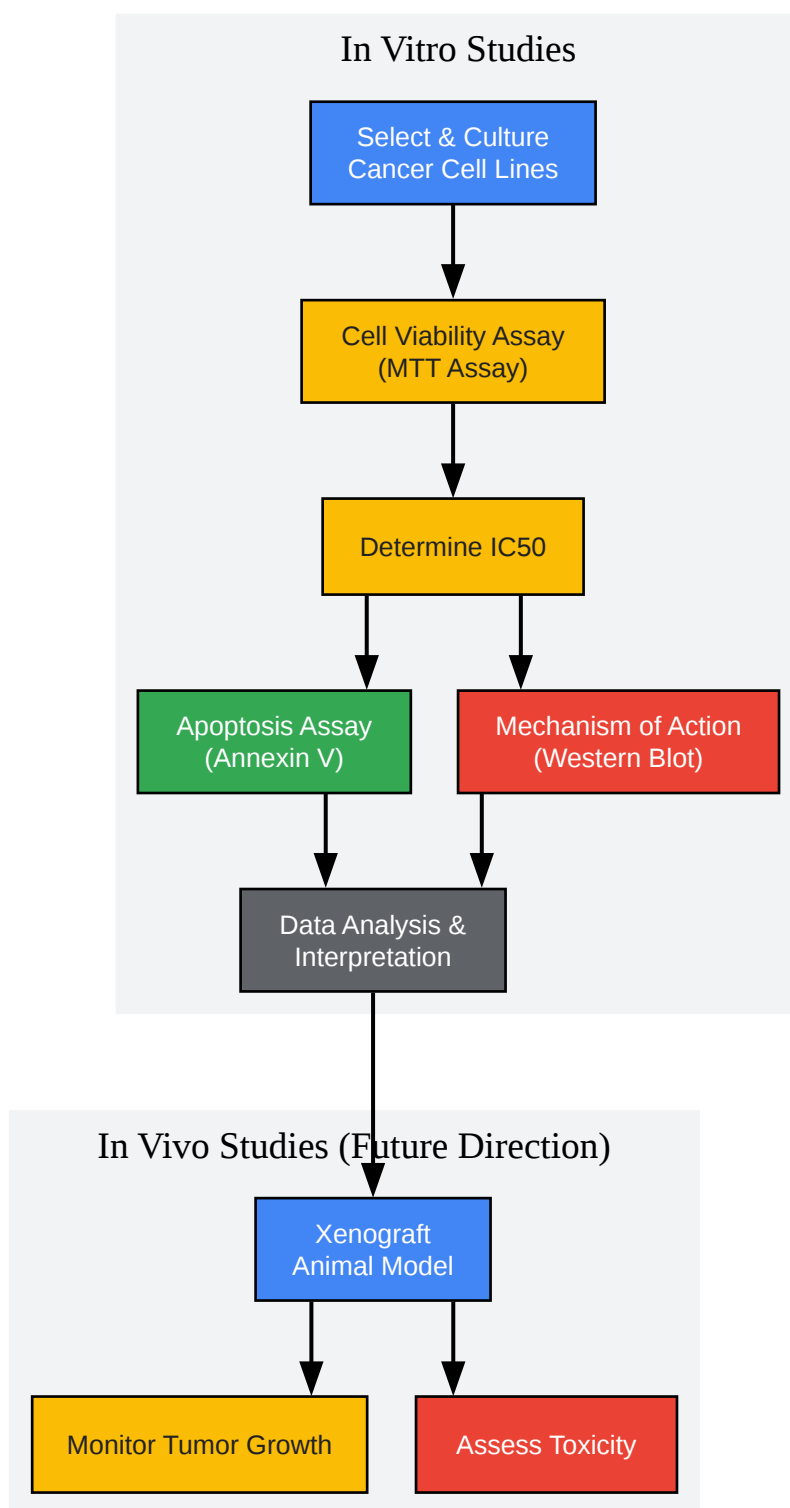 In Vitro Studies
Select & Culture
Cancer Cell Lines
Cell Viability Assay
(MTT Assay)
Determine IC50
Apoptosis Assay
(Annexin V)
Mechanism of Action
(Western Blot)
Data Analysis &
Interpretation
In Vivo Studies (Future Direction)
Xenograft
Animal Model
Monitor Tumor Growth
Assess Toxicity